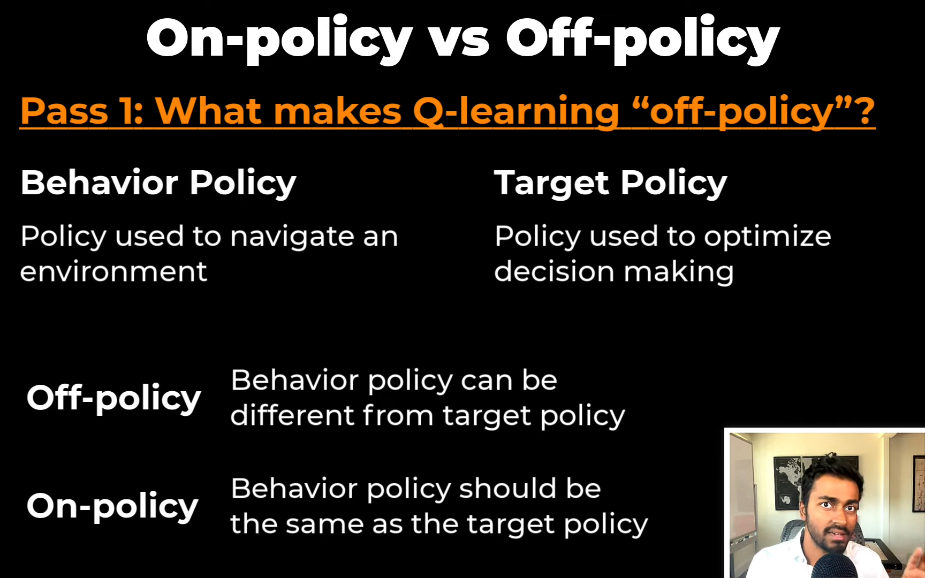 On-policy vs Off-policy
Pass 1: What makes Q-learning “off-policy”?
Behavior Policy
Policy used to navigate an
environment
Target Policy
Policy used to optimize
decision making
Off-policy
Behavior policy can be
different from target policy
On-policy
Behavior policy should be
the same as the target policy